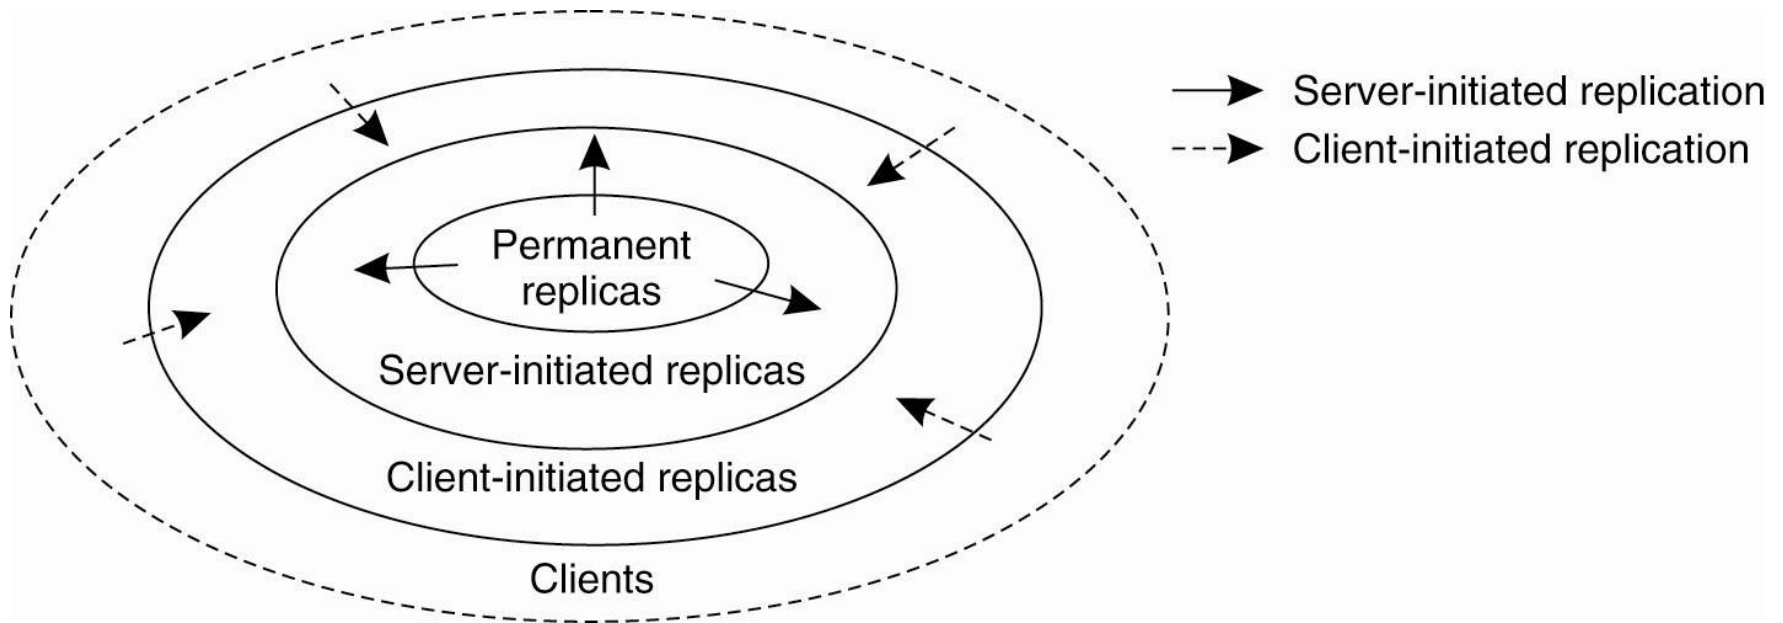 Server-initiated replication
Client-initiated replication
Permanent
replicas
Server-initiated replicas
Client-initiated replicas
Clients